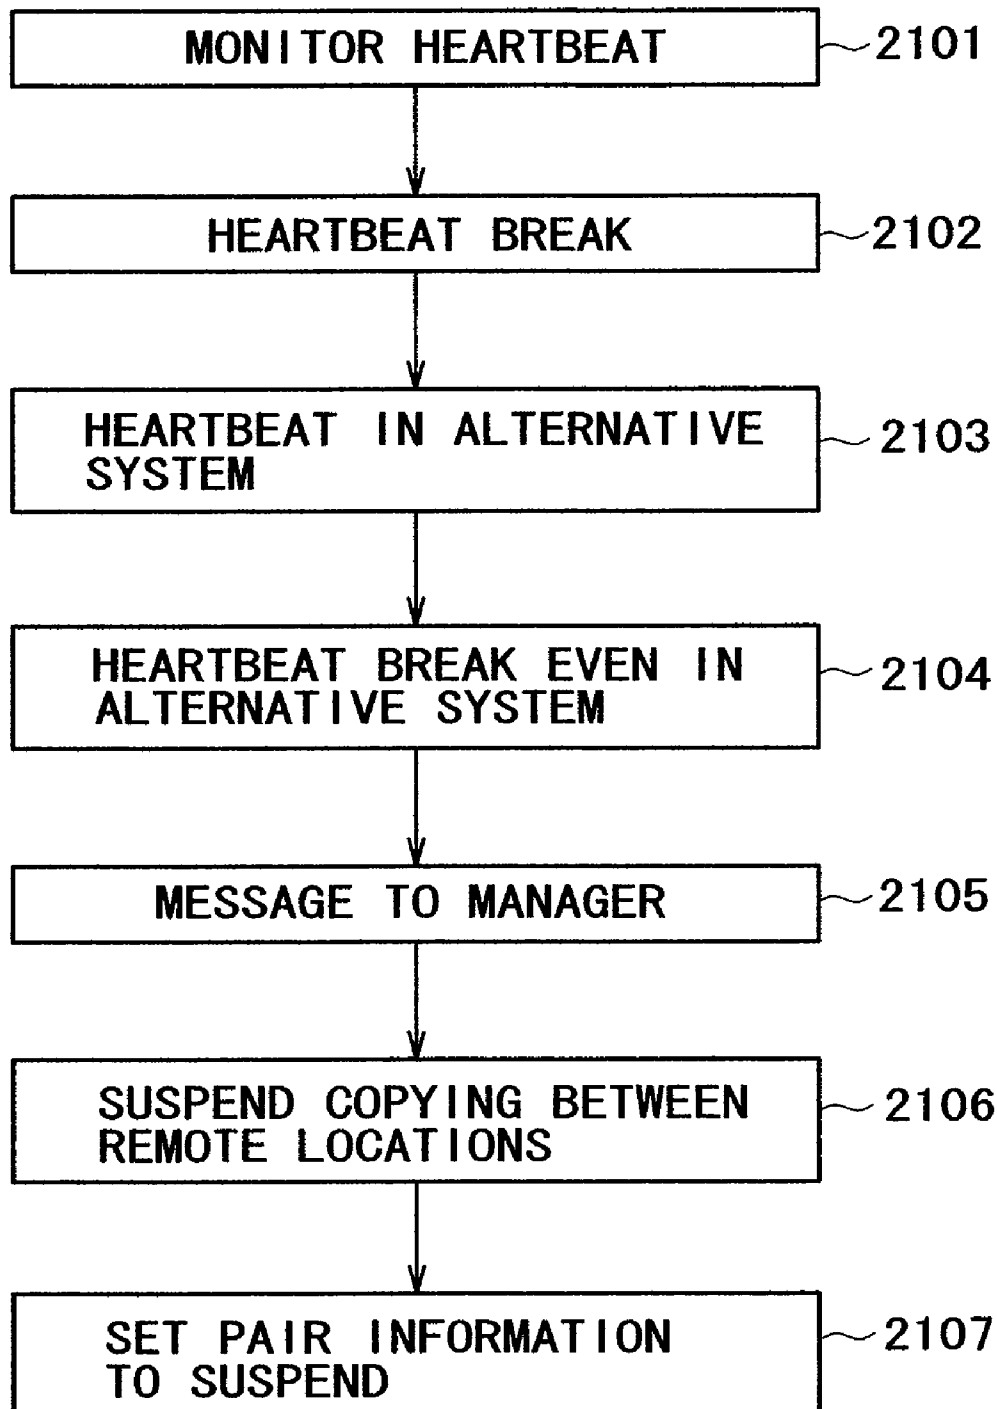 MONITOR HEARTBEAT
2101
HEARTBEAT BREAK
2102
HEARTBEAT IN ALTERNATIVE
SYSTEM
2103
HEARTBEAT BREAK EVEN IN
ALTERNATIVE SYSTEM
2104
MESSAGE TO MANAGER
2105
SUSPEND COPYING BETWEEN
REMOTE LOCATIONS
2106
SET PAIR INFORMATION
TO SUSPEND
2107